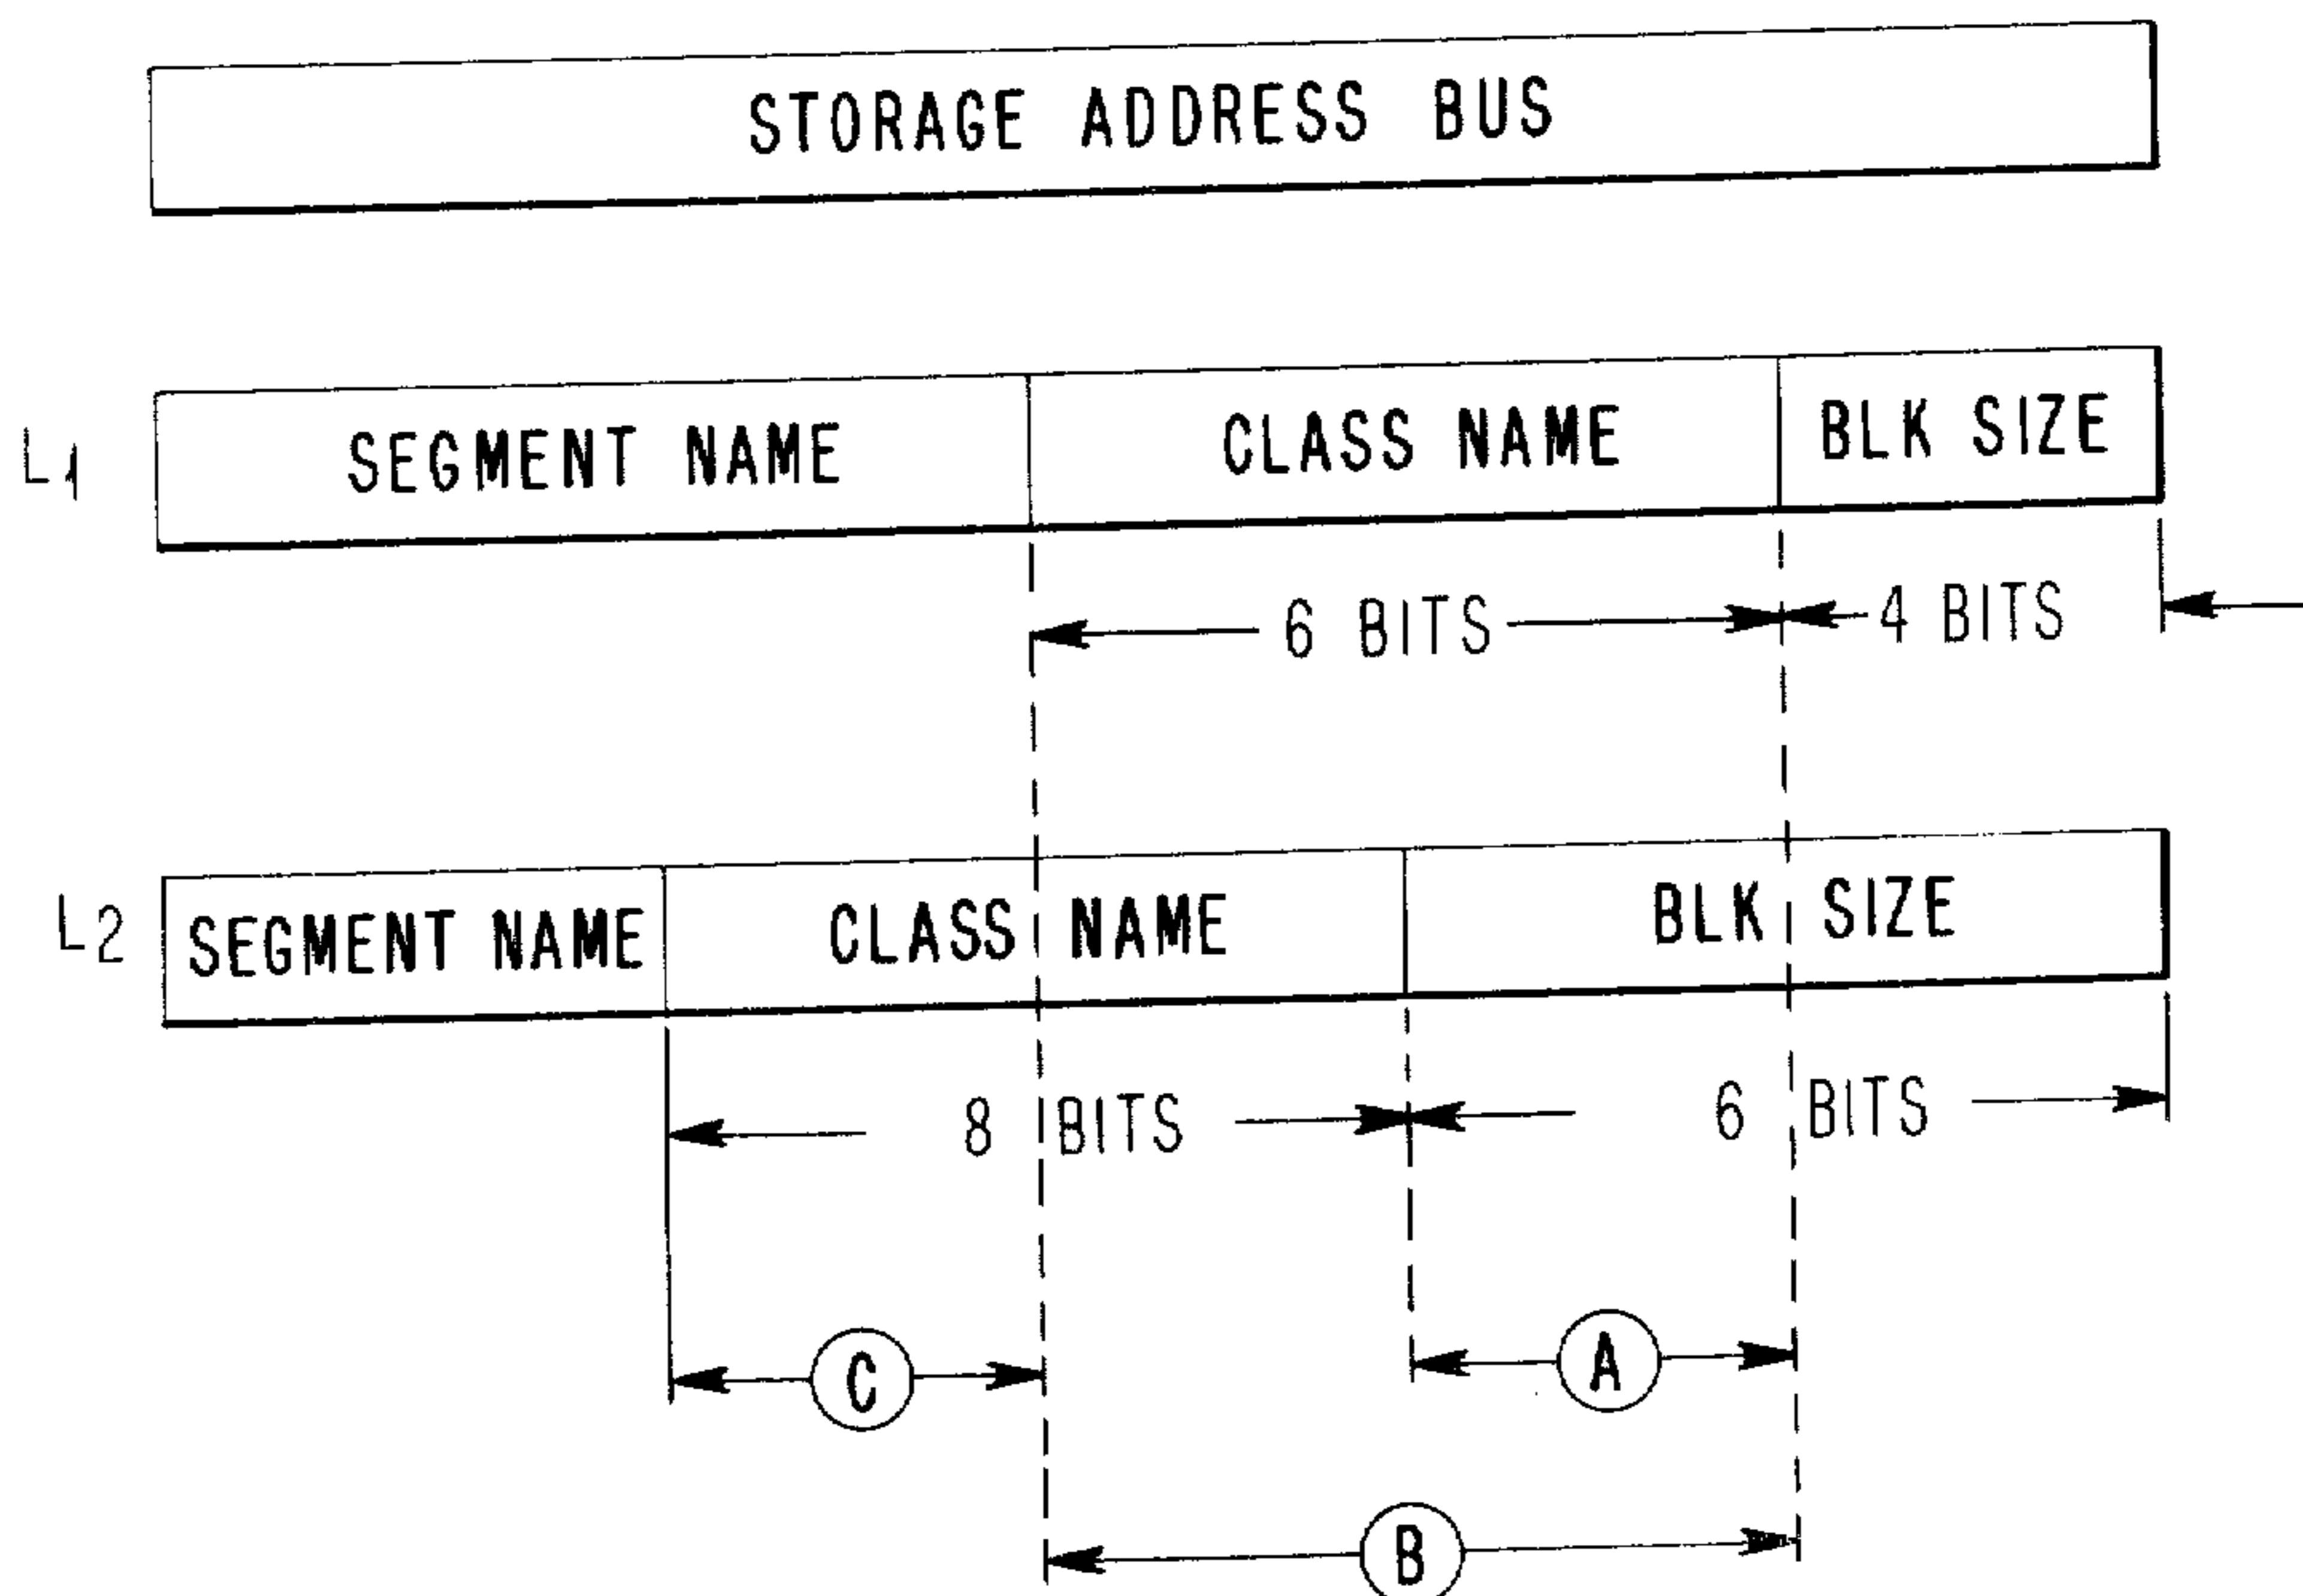 STORAGE ADDRESS BUS
L1 SEGMENT NAME CLASS NAME BLK SIZE
6 BITS 4 BITS
L2 SEGMENT NAME CLASS NAME BLK SIZE
8 BITS 6 BITS
C A
B